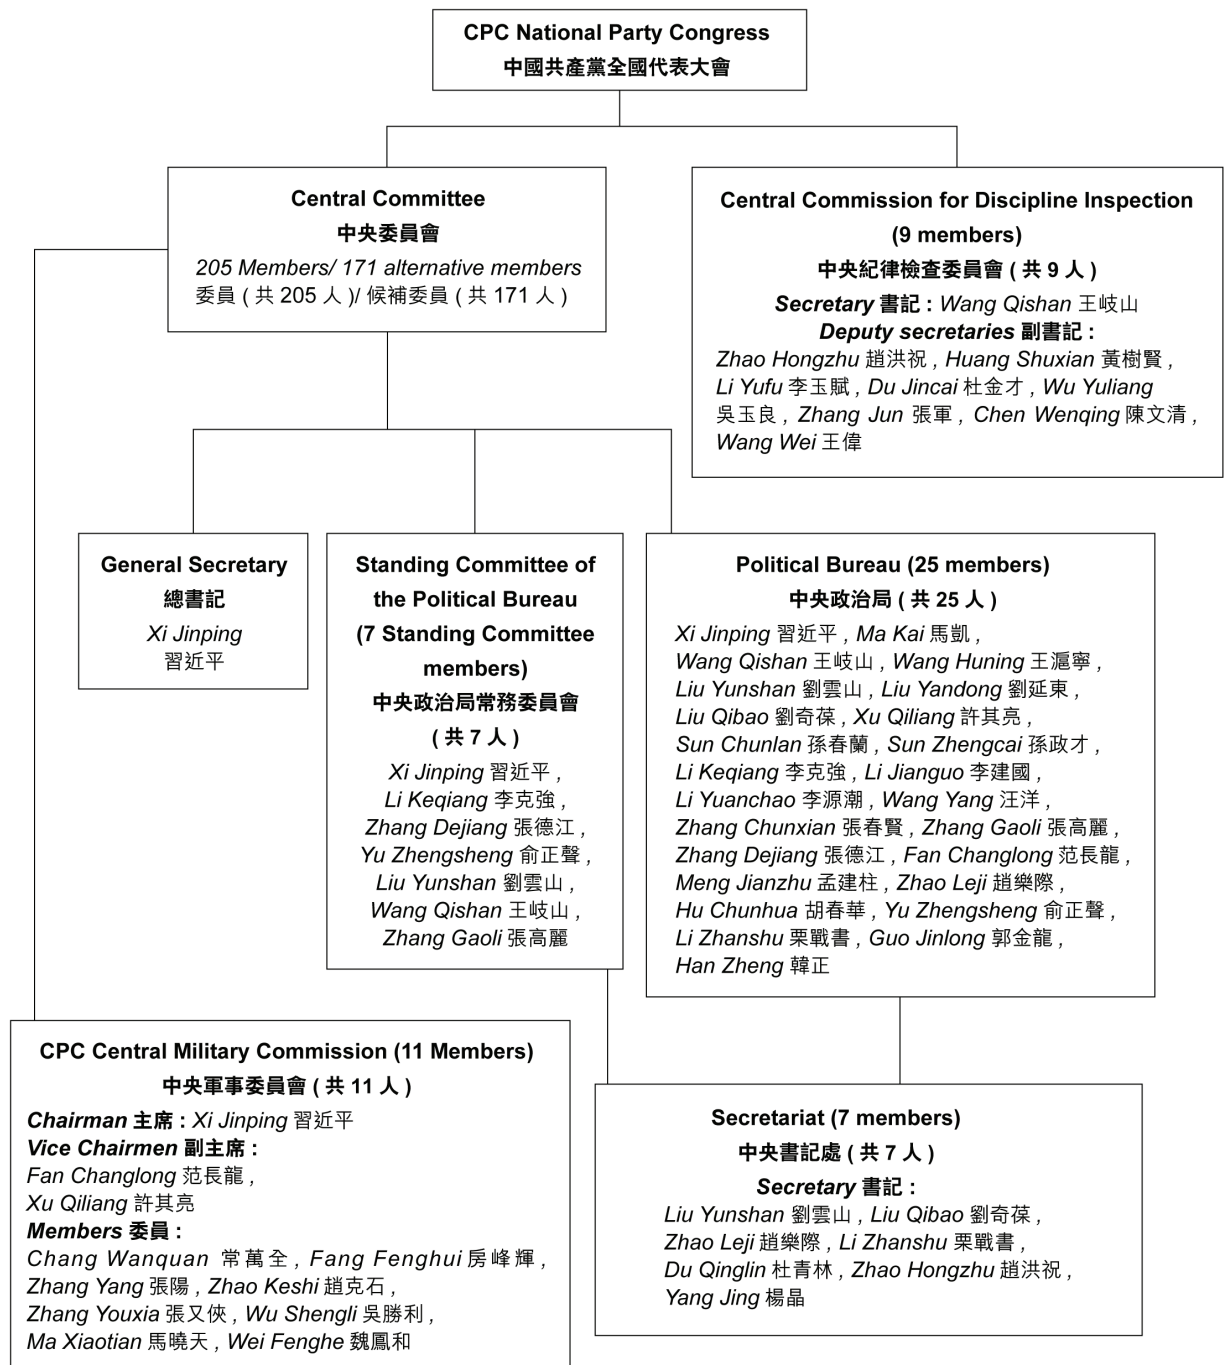 CPC National Party Congress
中國共產黨全國代表大會
Central Committee
中央委員會
205 Members/ 171 alternative members
委員 ( 共 205 人 )/ 候補委員 ( 共 171 人 )
Central Commission for Discipline Inspection
(9 members)
中央紀律檢查委員會 ( 共 9 人 )
Secretary 書記 : Wang Qishan 王岐山
Deputy secretaries 副書記 :
Zhao Hongzhu 趙洪祝 , Huang Shuxian 黃樹賢 ,
Li Yufu 李玉賦 , Du Jincai 杜金才 , Wu Yuliang
吳玉良 , Zhang Jun 張軍 , Chen Wenqing 陳文清 ,
Wang Wei 王偉
General Secretary
總書記
Xi Jinping
習近平
Standing Committee of
the Political Bureau
(7 Standing Committee
members)
中央政治局常務委員會
( 共 7 人 )
Xi Jinping 習近平 ,
Li Keqiang 李克強 ,
Zhang Dejiang 張德江 ,
Yu Zhengsheng 俞正聲 ,
Liu Yunshan 劉雲山 ,
Wang Qishan 王岐山 ,
Zhang Gaoli 張高麗
Political Bureau (25 members)
中央政治局 ( 共 25 人 )
Xi Jinping 習近平 , Ma Kai 馬凱 ,
Wang Qishan 王岐山 , Wang Huning 王滬寧 ,
Liu Yunshan 劉雲山 , Liu Yandong 劉延東 ,
Liu Qibao 劉奇葆 , Xu Qiliang 許其亮 ,
Sun Chunlan 孫春蘭 , Sun Zhengcai 孫政才 ,
Li Keqiang 李克強 , Li Jianguo 李建國 ,
Li Yuanchao 李源潮 , Wang Yang 汪洋 ,
Zhang Chunxian 張春賢 , Zhang Gaoli 張高麗 ,
Zhang Dejiang 張德江 , Fan Changlong 范長龍 ,
Meng Jianzhu 孟建柱 , Zhao Leji 趙樂際 ,
Hu Chunhua 胡春華 , Yu Zhengsheng 俞正聲 ,
Li Zhanshu 栗戰書 , Guo Jinlong 郭金龍 ,
Han Zheng 韓正
CPC Central Military Commission (11 Members)
中央軍事委員會 ( 共 11 人 )
Chairman 主席 : Xi Jinping 習近平
Vice Chairmen 副主席 :
Fan Changlong 范長龍 ,
Xu Qiliang 許其亮
Members 委員 :
Chang Wanquan 常萬全 , Fang Fenghui 房峰輝 ,
Zhang Yang 張陽 , Zhao Keshi 趙克石 ,
Zhang Youxia 張又俠 , Wu Shengli 吳勝利 ,
Ma Xiaotian 馬曉天 , Wei Fenghe 魏鳳和
Secretariat (7 members)
中央書記處 ( 共 7 人 )
Secretary 書記 :
Liu Yunshan 劉雲山 , Liu Qibao 劉奇葆 ,
Zhao Leji 趙樂際 , Li Zhanshu 栗戰書 ,
Du Qinglin 杜青林 , Zhao Hongzhu 趙洪祝 ,
Yang Jing 楊晶